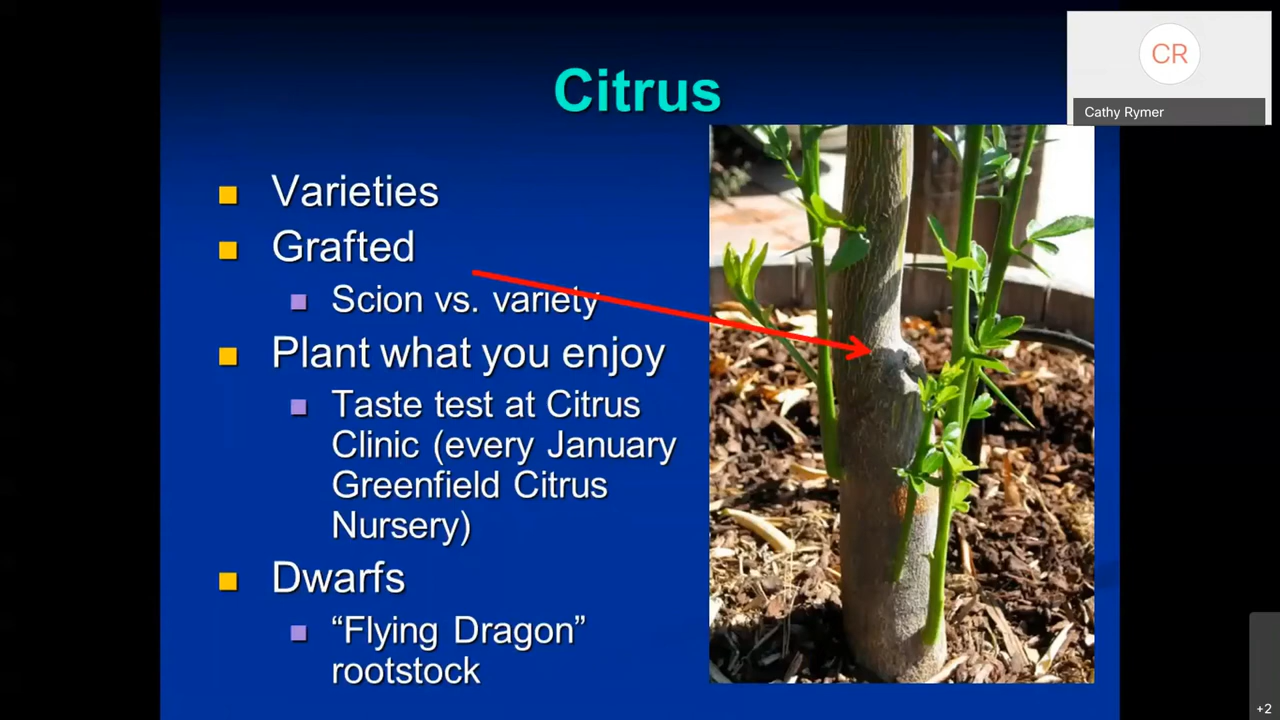 Citrus
CR
Cathy Rymer
Varieties
Grafted
Scion vs. variety
Plant what you enjoy
Taste test at Citrus
Clinic (every January
Greenfield Citrus
Nursery)
Dwarfs
“Flying Dragon”
rootstock
+2